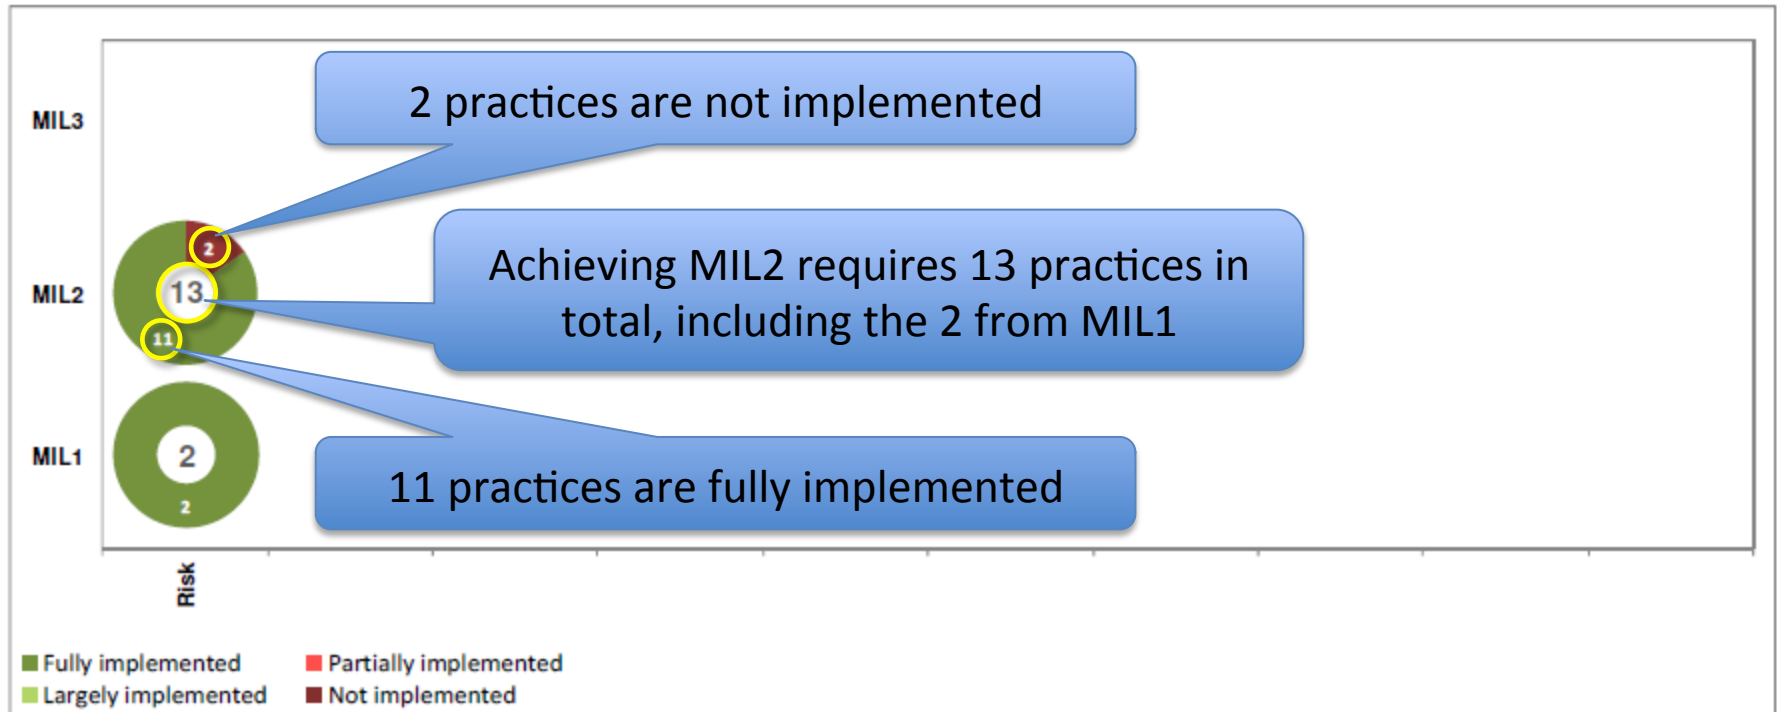 2 practices are not implemented
MIL3
2
Achieving MIL2 requires 13 practices in
total, including the 2 from MIL1
MIL2
13
11
11 practices are fully implemented
MIL1
2
2
Risk
Fully implemented
Partially implemented
Largely implemented
Not implemented